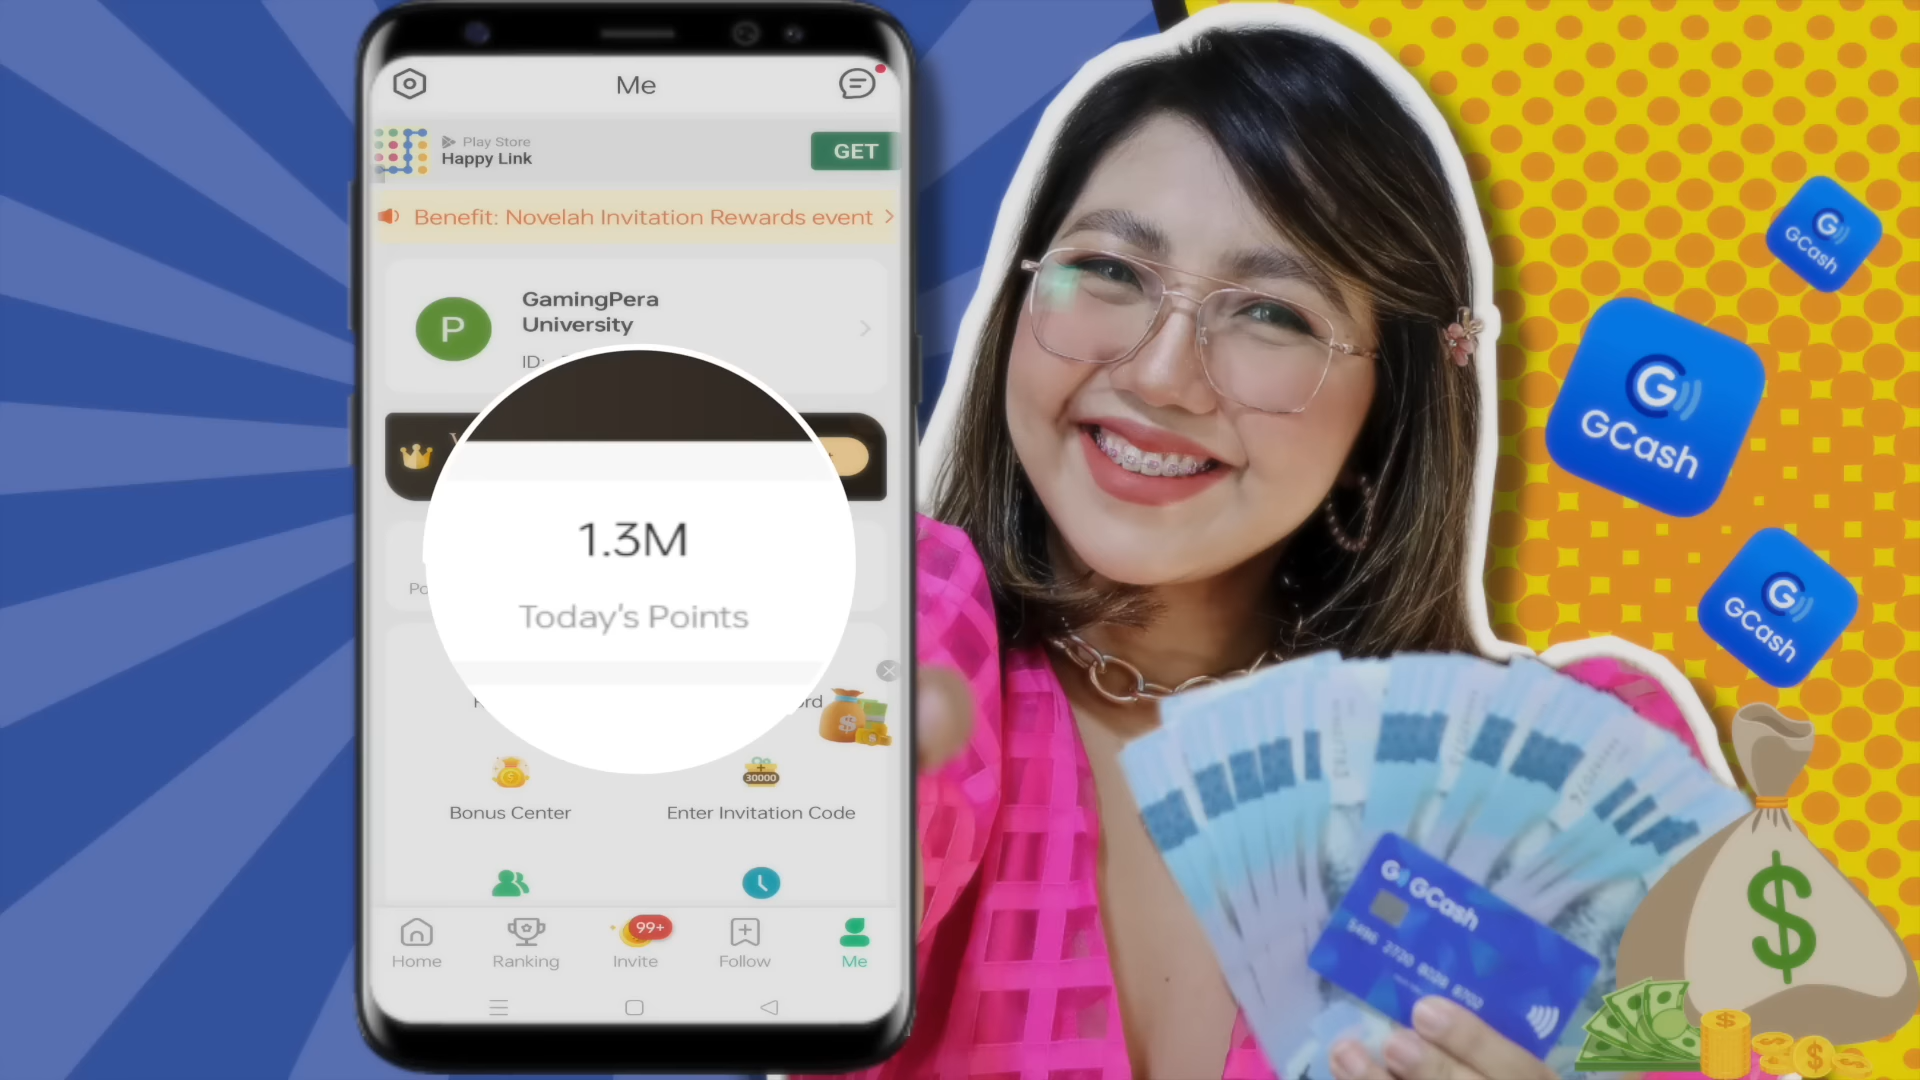 Me
Play Store
Happy Link
GET
Benefit: Novelah Invitation Rewards event
GamingPera
University
P
ID:
1.3M
Today's Points
30000
Bonus Center
Enter Invitation Code
99+
Home
Ranking
Invite
Follow
Me
G
GCash
G
GCash
G
GCash
G GCash
$